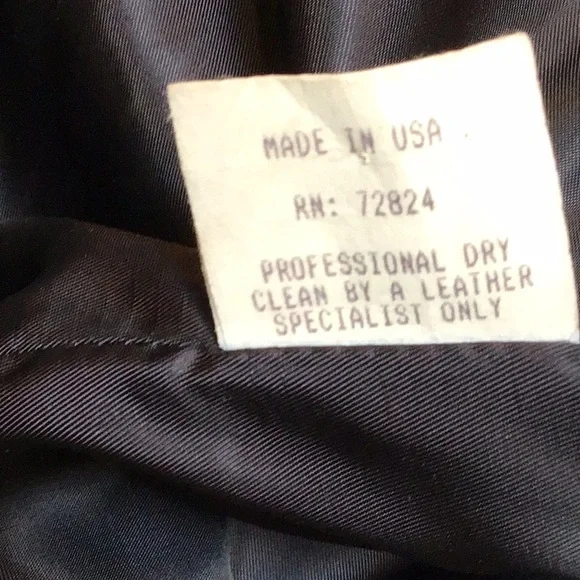 MADE IN USA
RN: 72824
PROFESSIONAL DRY
CLEAN BY A LEATHER
SPECIALIST ONLY